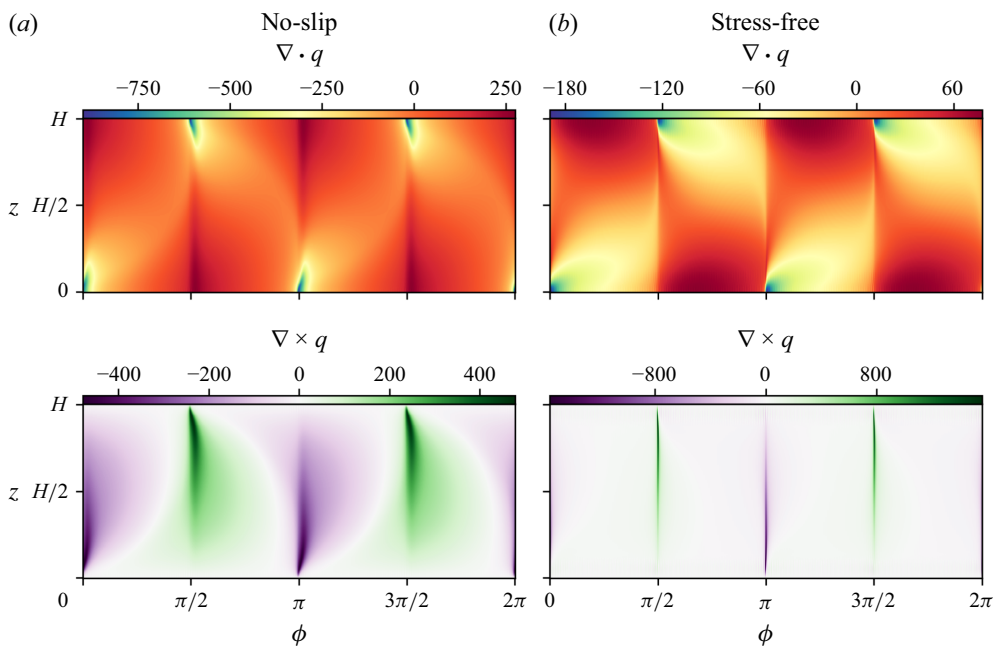 (a) No-slip (b) Stress-free
∇ · q ∇ · q
−750 −500 −250 0 250 −180 −120 −60 0 60
H
z H/2
0
∇ × q ∇ × q
−400 −200 0 200 400 −800 0 800
H
z H/2
0 π/2 π 3π/2 2π 0 π/2 π 3π/2 2π
ϕ ϕ